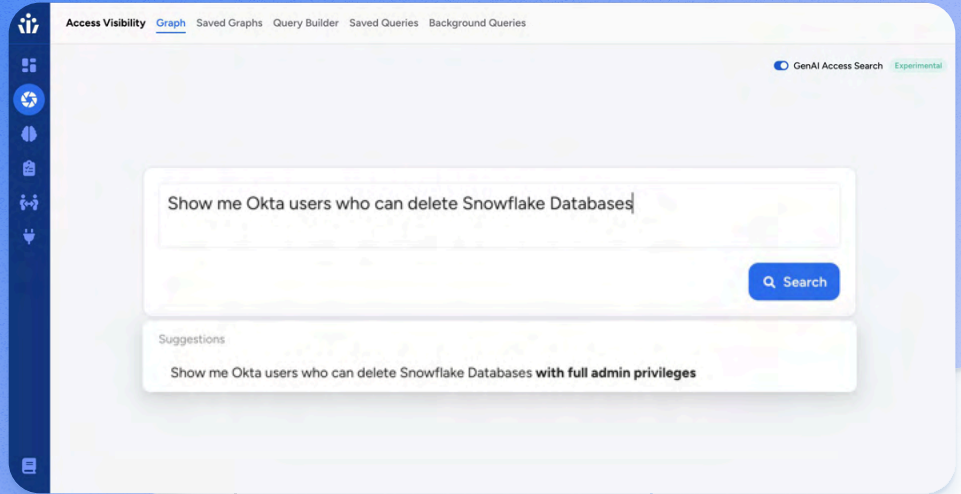 Access Visibility Graph Saved Graphs Query Builder Saved Queries Background Queries
GenAI Access Search Experimental
Show me Okta users who can delete Snowflake Databases
Search
Suggestions
Show me Okta users who can delete Snowflake Databases with full admin privileges